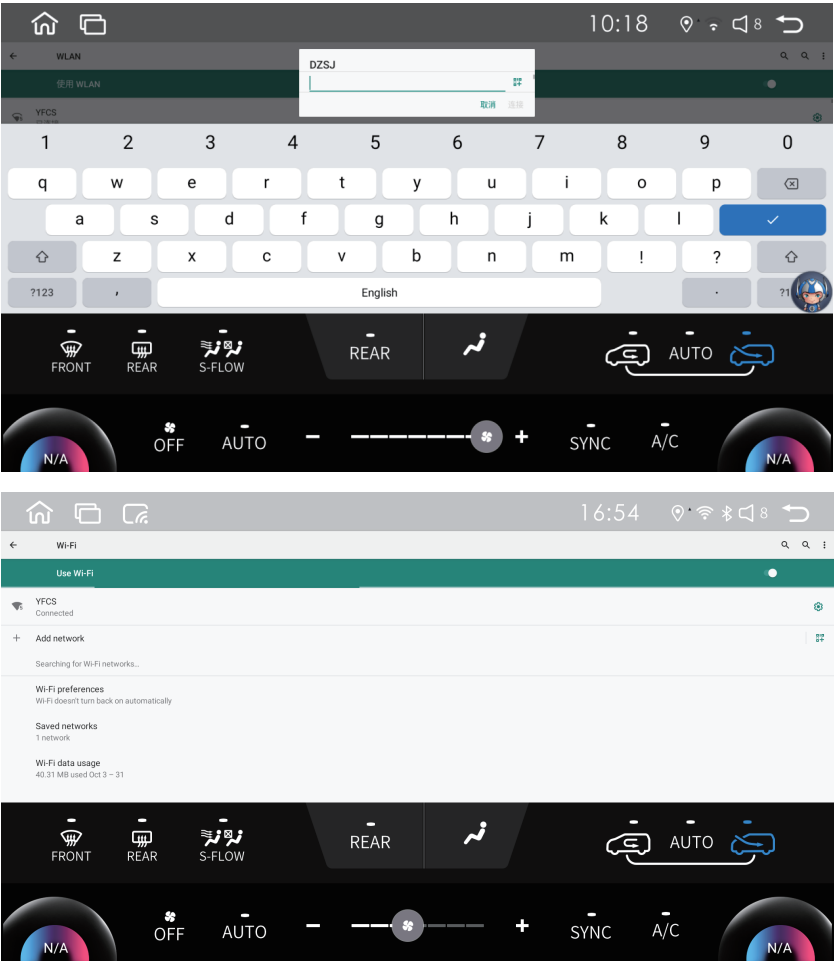 10:18 8
WLAN
DZSJ
使用 WLAN
取消 连接
YFCS
1 2 3 4 5 6 7 8 9 0
q w e r t y u i o p
a s d f g h j k l
z x c v b n m ! ?
?123 , English . ?1
FRONT REAR S-FLOW REAR AUTO
OFF AUTO - + SYNC A/C
N/A N/A
16:54 8
Wi-Fi
Use Wi-Fi
YFCS
Connected
Add network
Searching for Wi-Fi networks…
Wi-Fi preferences
Wi-Fi doesn't turn back on automatically
Saved networks
1 network
Wi-Fi data usage
40.31 MB used Oct 3 – 31
FRONT REAR S-FLOW REAR AUTO
OFF AUTO - + SYNC A/C
N/A N/A